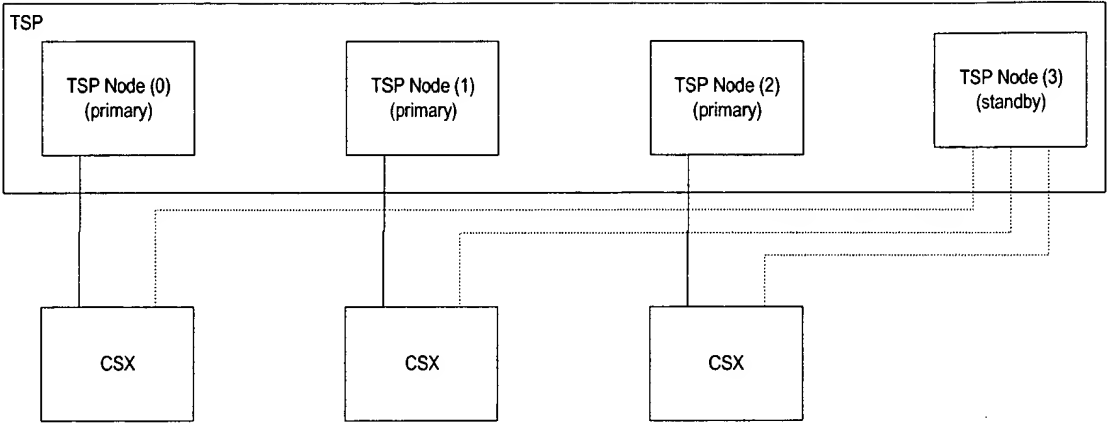 TSP
TSP Node (0)
(primary)
TSP Node (1)
(primary)
TSP Node (2)
(primary)
TSP Node (3)
(standby)
CSX
CSX
CSX